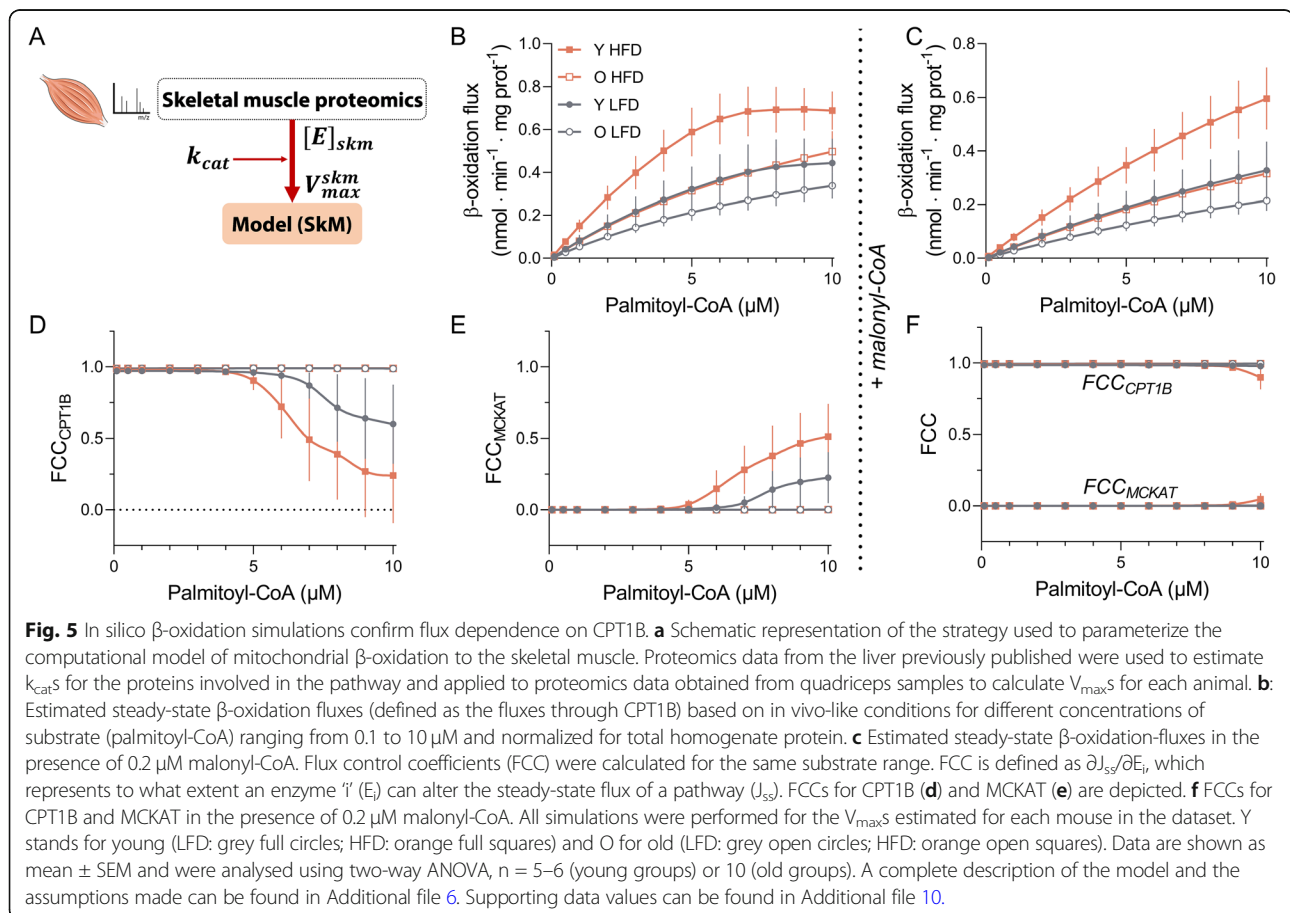 A
Skeletal muscle proteomics
m/z
[E]skm
kcat
Vmax^skm
Model (SkM)
B
β-oxidation flux
(nmol · min-1 · mg prot-1)
1.0
0.8
0.6
0.4
0.2
0.0
Y HFD
O HFD
Y LFD
O LFD
0 5 10
Palmitoyl-CoA (µM)
+ malonyl-CoA
C
β-oxidation flux
(nmol · min-1 · mg prot-1)
0.8
0.6
0.4
0.2
0.0
0 5 10
Palmitoyl-CoA (µM)
D
FCCCPT1B
1.0
0.5
0.0
0 5 10
Palmitoyl-CoA (µM)
E
FCCMCKAT
1.0
0.5
0.0
0 5 10
Palmitoyl-CoA (µM)
F
FCC
1.0
0.5
0.0
FCCCPT1B
FCCMCKAT
0 5 10
Palmitoyl-CoA (µM)
Fig. 5 In silico β-oxidation simulations confirm flux dependence on CPT1B. a Schematic representation of the strategy used to parameterize the
computational model of mitochondrial β-oxidation to the skeletal muscle. Proteomics data from the liver previously published were used to estimate
kcats for the proteins involved in the pathway and applied to proteomics data obtained from quadriceps samples to calculate Vmaxs for each animal. b:
Estimated steady-state β-oxidation fluxes (defined as the fluxes through CPT1B) based on in vivo-like conditions for different concentrations of
substrate (palmitoyl-CoA) ranging from 0.1 to 10 µM and normalized for total homogenate protein. c Estimated steady-state β-oxidation-fluxes in the
presence of 0.2 µM malonyl-CoA. Flux control coefficients (FCC) were calculated for the same substrate range. FCC is defined as ∂Jss/∂Ei, which
represents to what extent an enzyme ‘i’ (Ei) can alter the steady-state flux of a pathway (Jss). FCCs for CPT1B (d) and MCKAT (e) are depicted. f FCCs for
CPT1B and MCKAT in the presence of 0.2 µM malonyl-CoA. All simulations were performed for the Vmaxs estimated for each mouse in the dataset. Y
stands for young (LFD: grey full circles; HFD: orange full squares) and O for old (LFD: grey open circles; HFD: orange open squares). Data are shown as
mean ± SEM and were analysed using two-way ANOVA, n = 5–6 (young groups) or 10 (old groups). A complete description of the model and the
assumptions made can be found in Additional file 6. Supporting data values can be found in Additional file 10.